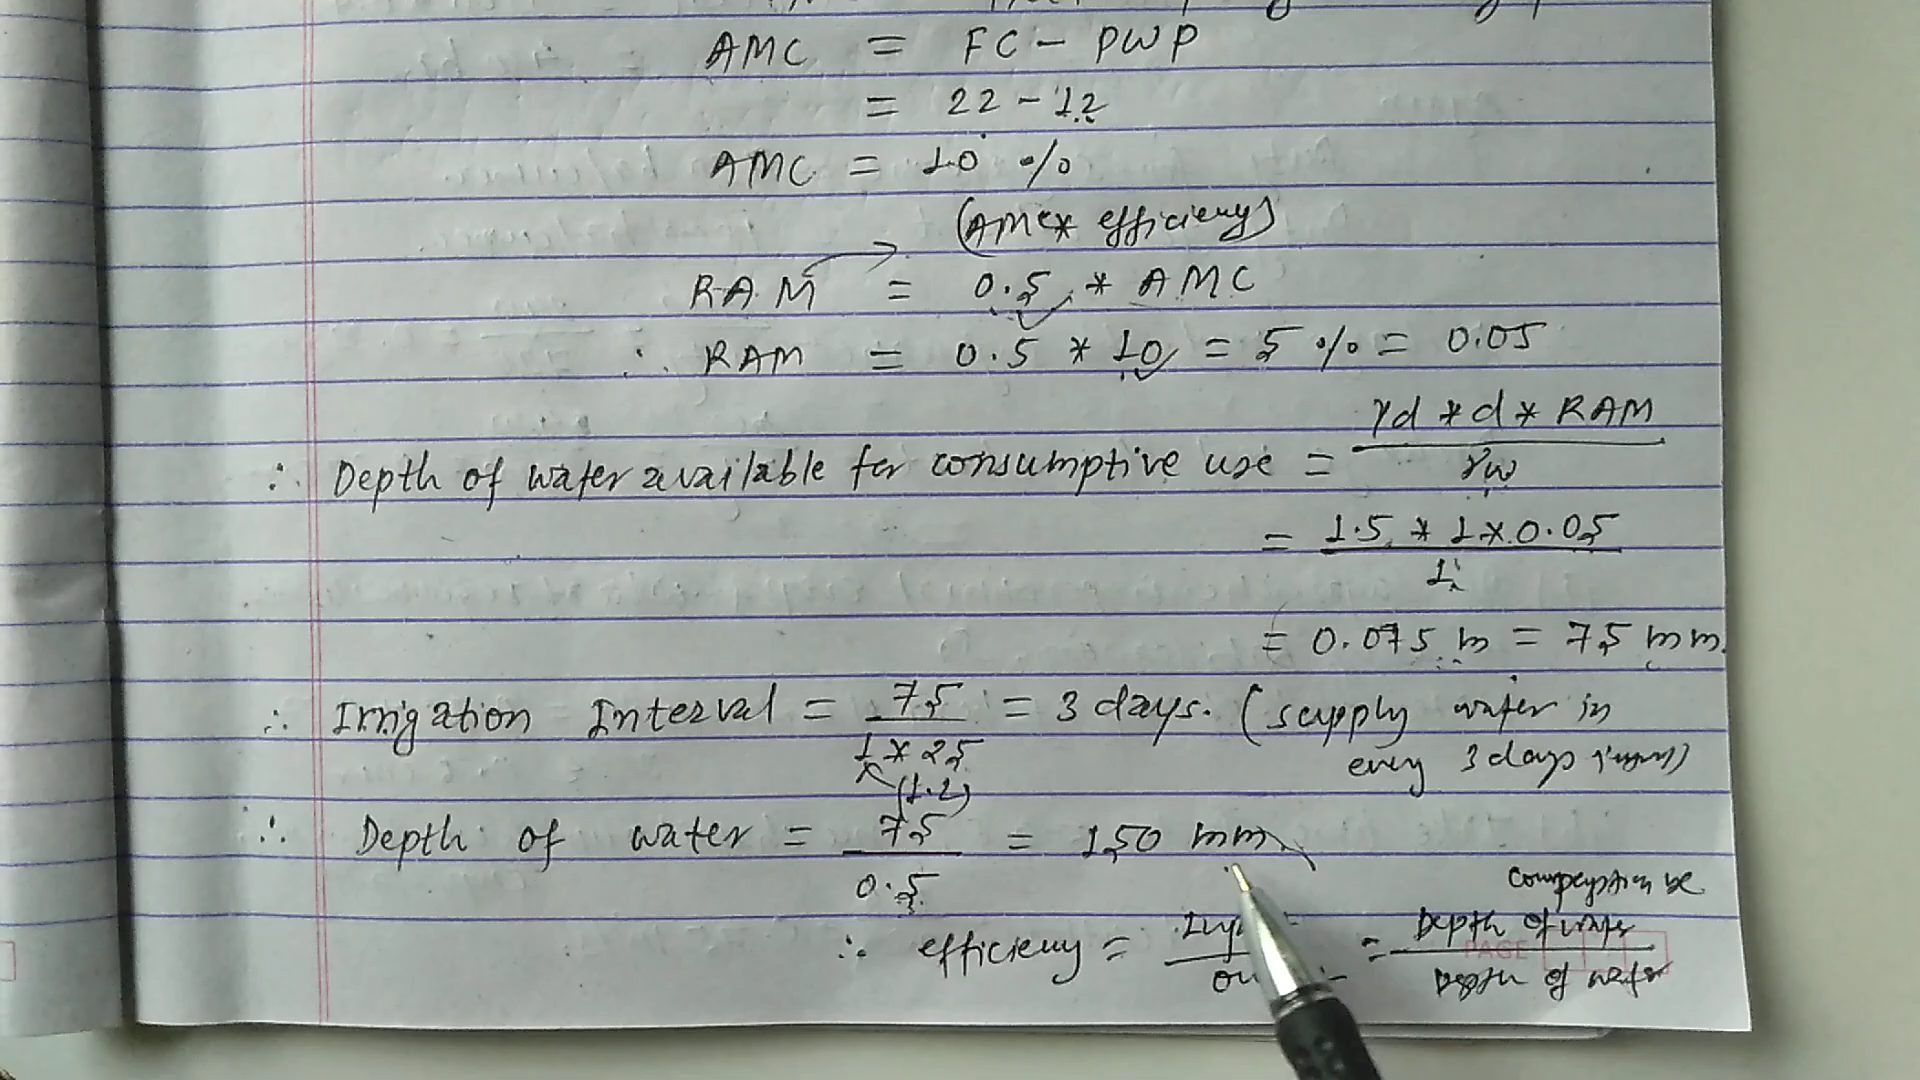 AMC = FC - PWP
= 22 - 12
AMC = 10 %
(AMC* efficiency)
RAM = 0.5 * AMC
∴ RAM = 0.5 * 10 = 5 % = 0.05
∴ Depth of water available for consumptive use = γd * d * RAM / γw
= 1.5 * 1 * 0.05 / 1
= 0.075 m = 75 mm.
∴ Irrigation Interval = 75 / 1 * 25 = 3 days. (supply water in
every 3 days
(1.2)
∴ Depth of water = 75 / 0.5 = 150 mm
∴ efficiency = = Depth of water / Depth of water
PAGE